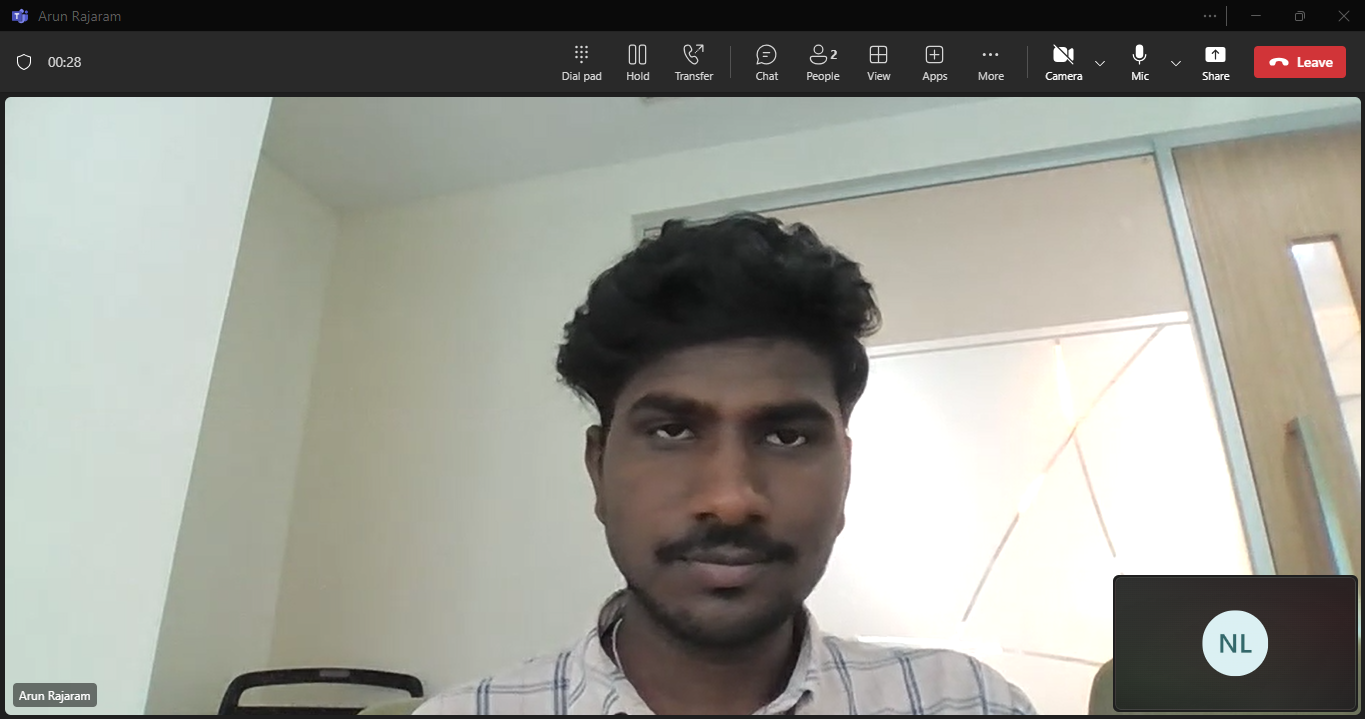 Arun Rajaram
00:28
Dial pad
Hold
Transfer
Chat
People 2
View
Apps
More
Camera
Mic
Share
Leave
Arun Rajaram
NL